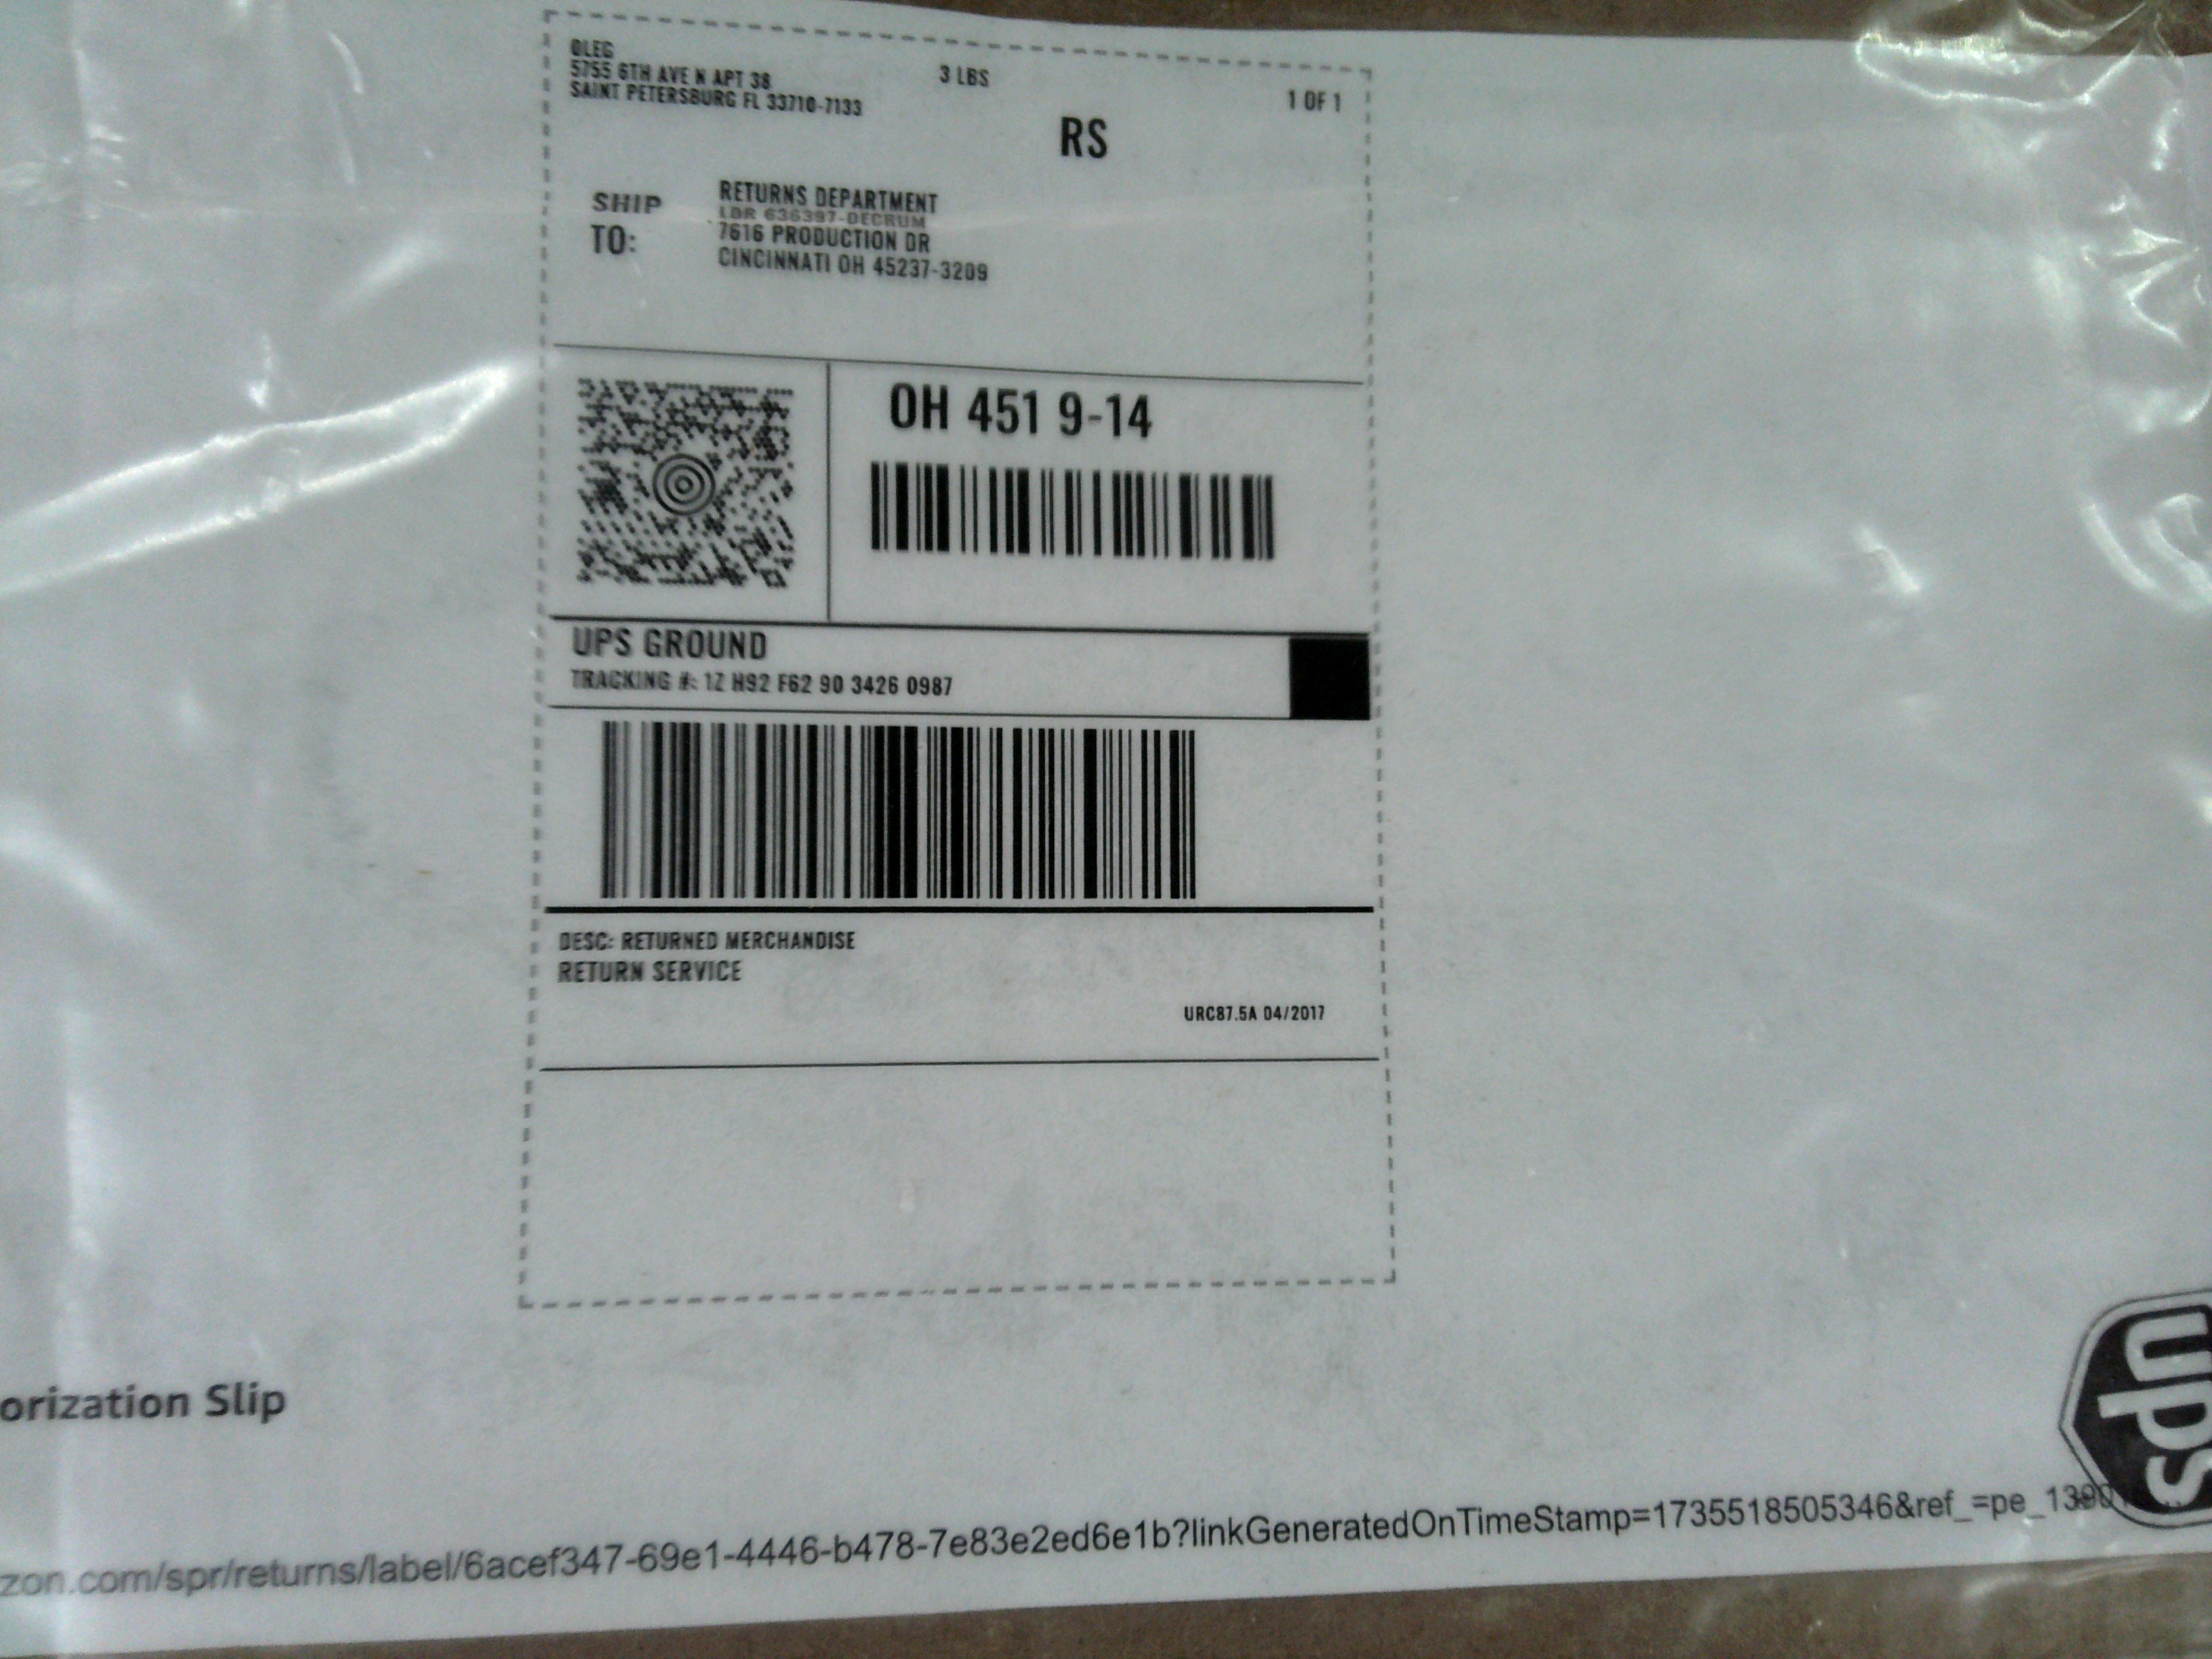 OLEG
5755 6TH AVE N APT 38
SAINT PETERSBURG FL 33710-7133
3 LBS
1 OF 1
RS
SHIP
TO:
RETURNS DEPARTMENT
LBR 636397-DECRUM
7616 PRODUCTION DR
CINCINNATI OH 45237-3209
OH 451 9-14
UPS GROUND
TRACKING #: 1Z H92 F62 90 3426 0987
DESC: RETURNED MERCHANDISE
RETURN SERVICE
URC87.5A 04/2017
orization Slip
ups
zon.com/spr/returns/label/6acef347-69e1-4446-b478-7e83e2ed6e1b?linkGeneratedOnTimeStamp=1735518505346&ref_=pe_1390